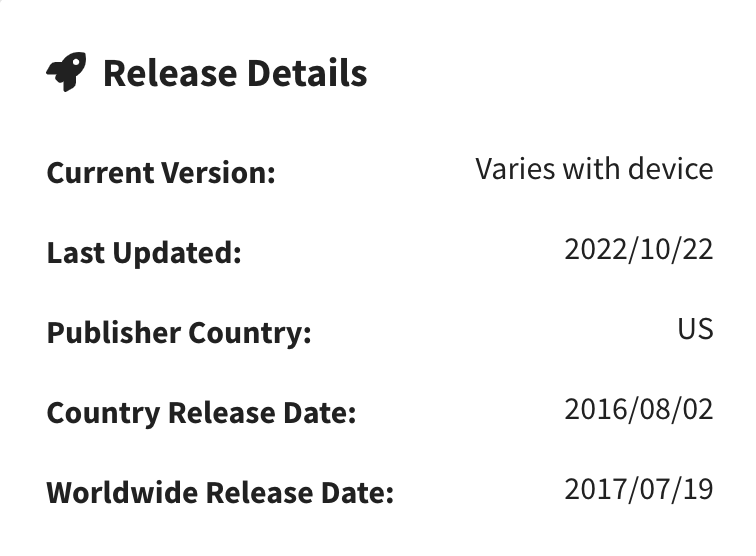 Release Details
Current Version: Varies with device
Last Updated: 2022/10/22
Publisher Country: US
Country Release Date: 2016/08/02
Worldwide Release Date: 2017/07/19